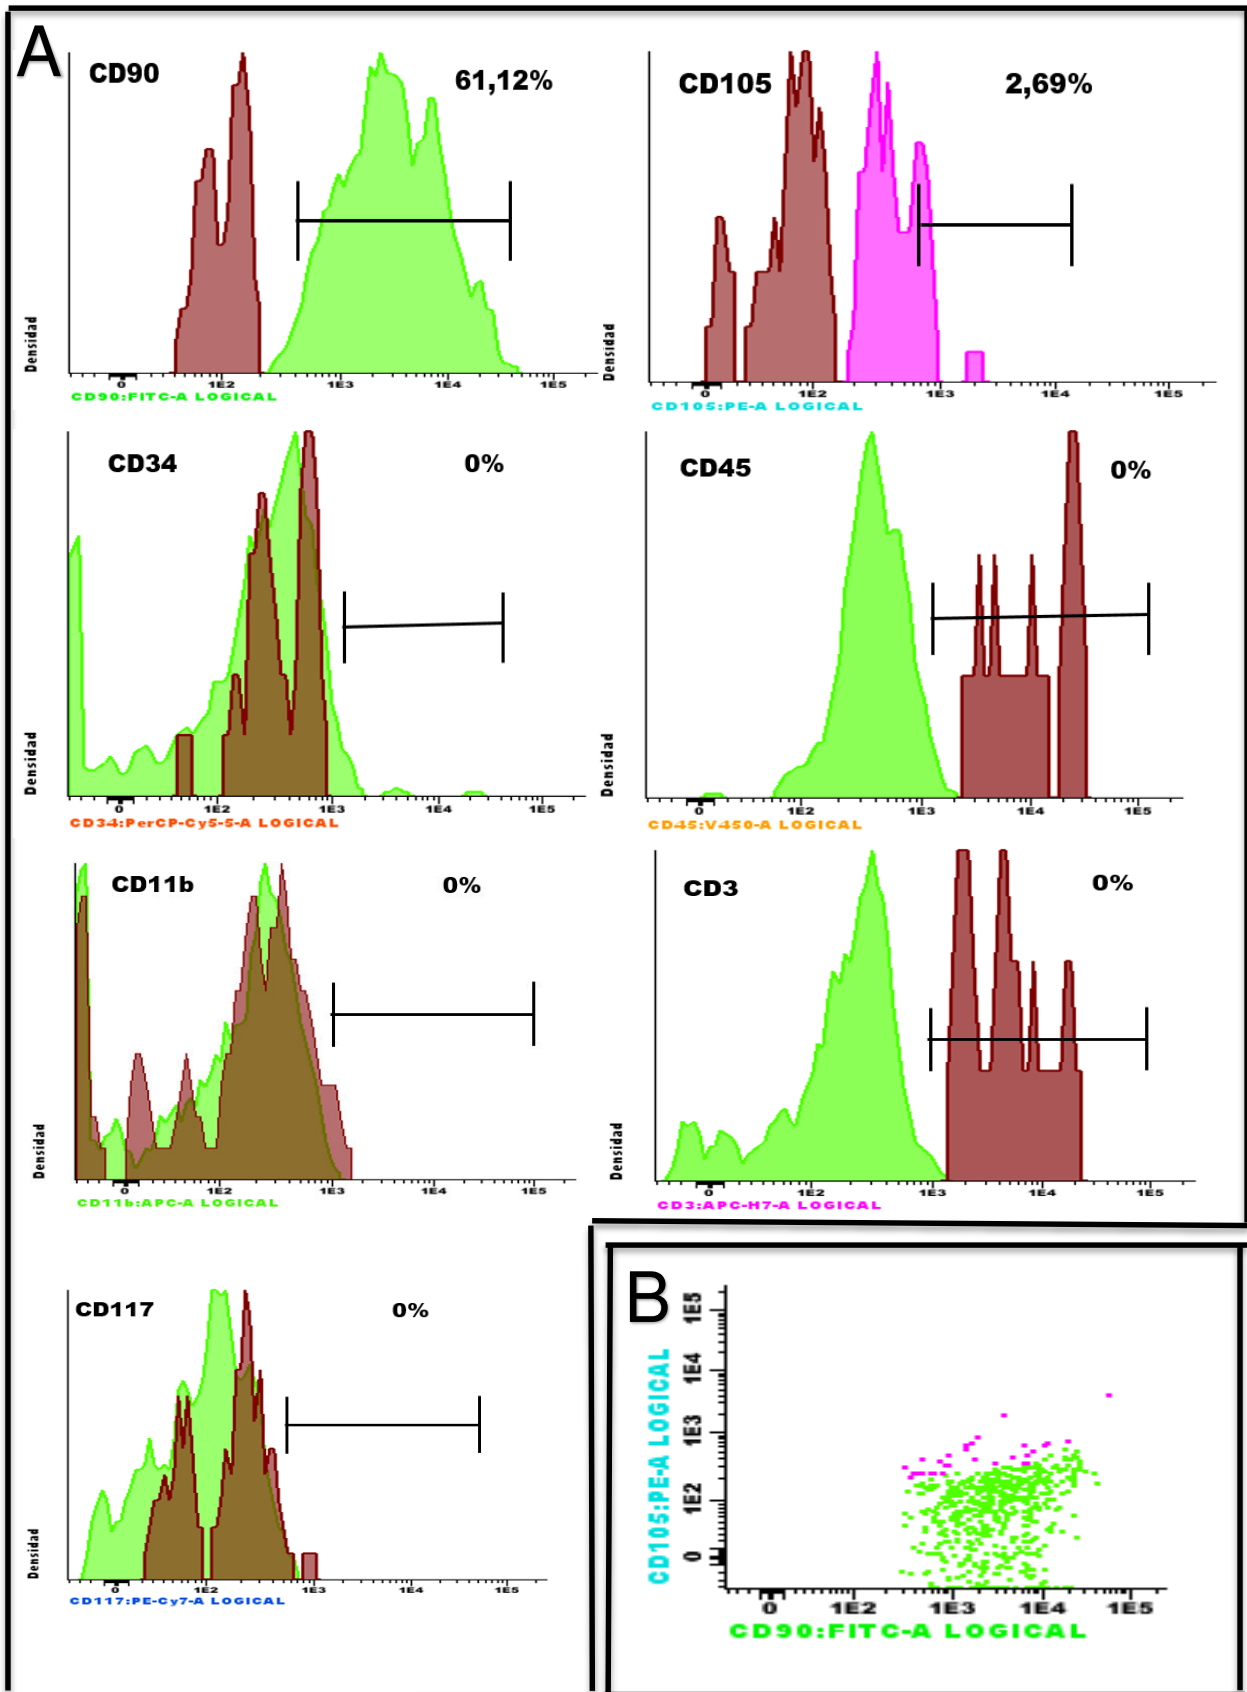 A
CD90
61,12%
Densidad
0 1E2 1E3 1E4 1E5
CD90:FITC-A LOGICAL
CD105
2,69%
Densidad
0 1E2 1E3 1E4 1E5
CD105:PE-A LOGICAL
CD34
0%
Densidad
0 1E2 1E3 1E4 1E5
CD34:PerCP-Cy5-5-A LOGICAL
CD45
0%
Densidad
0 1E2 1E3 1E4 1E5
CD45:V450-A LOGICAL
CD11b
0%
Densidad
0 1E2 1E3 1E4 1E5
CD11b:APC-A LOGICAL
CD3
0%
Densidad
0 1E2 1E3 1E4 1E5
CD3:APC-H7-A LOGICAL
CD117
0%
Densidad
0 1E2 1E3 1E4 1E5
CD117:PE-Cy7-A LOGICAL
B
CD105:PE-A LOGICAL
1E5
1E4
1E3
1E2
0
0 1E2 1E3 1E4 1E5
CD90:FITC-A LOGICAL